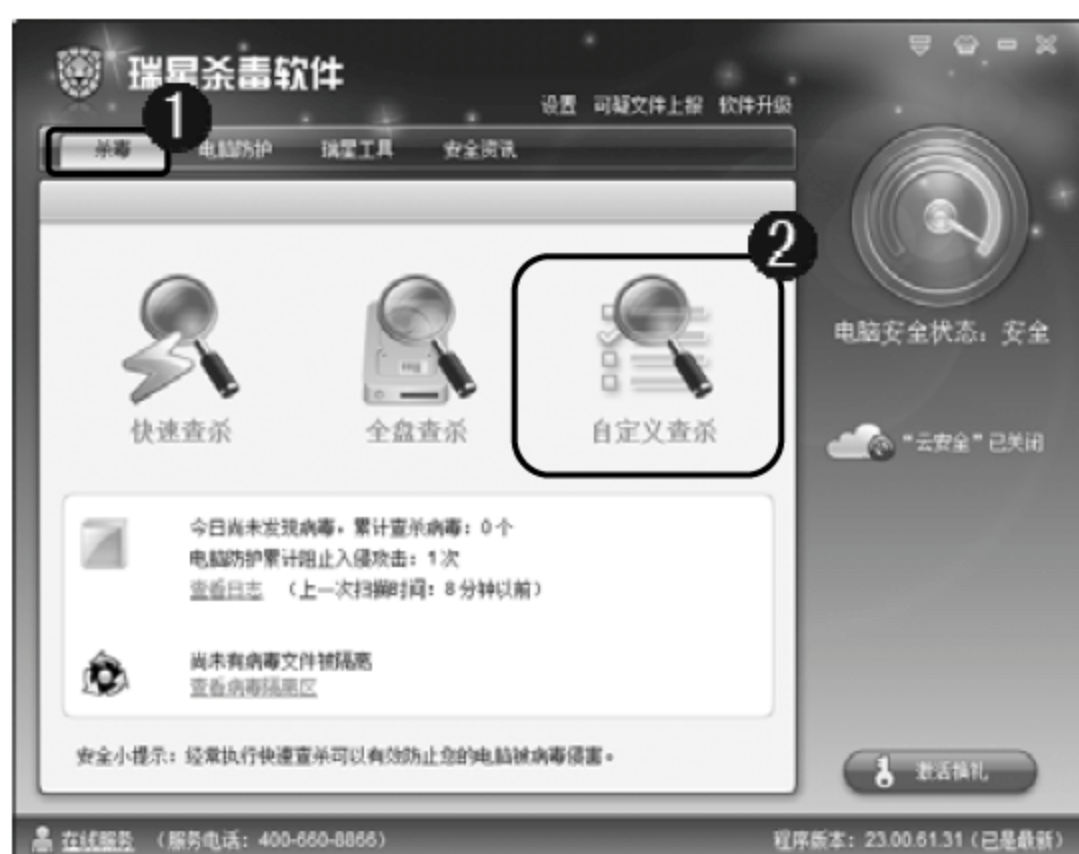 瑞星杀毒软件
设置 可疑文件上报 软件升级
1
杀毒 电脑防护 瑞星工具 安全资讯
2
快速查杀 全盘查杀 自定义查杀
电脑安全状态：安全
“云安全”已关闭
今日尚未发现病毒，累计查杀病毒：0个
电脑防护累计阻止入侵攻击：1次
查看日志 （上一次扫描时间：8分钟以前）
尚未有病毒文件被隔离
查看病毒隔离区
安全小提示：经常执行快速查杀可以有效防止您的电脑被病毒侵害。
激活换礼
在线服务 （服务电话：400-660-8866）
程序版本：23.00.61.31（已是最新）